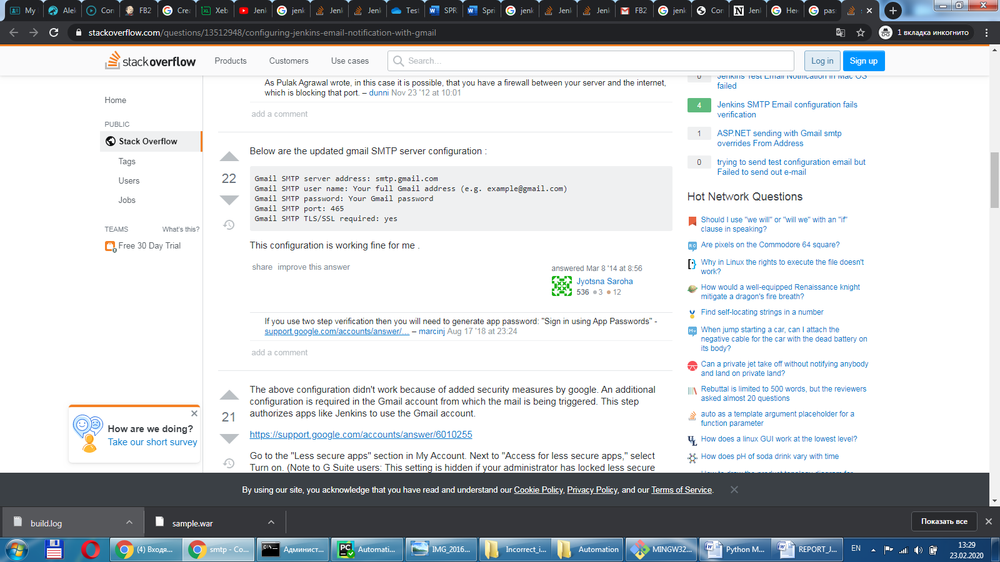 My
Alek
Con
FB2
Crea
Xeb
Jenk
jenk
Jenk
Jenk
Test
SPR
Spri
jenk
Jenk
Jenk
FB2
jenk
Con
Jenk
Her
pass
s
stackoverflow.com/questions/13512948/configuring-jenkins-email-notification-with-gmail
1 вкладка инкогнито
stackoverflow
Products
Customers
Use cases
Search...
Log in
Sign up
Home
PUBLIC
Stack Overflow
Tags
Users
Jobs
TEAMS
What's this?
Free 30 Day Trial
How are we doing?
Take our short survey
As Pulak Agrawal wrote, in this case it is possible, that you have a firewall between your server and the internet,
which is blocking that port. – dunni Nov 23 '12 at 10:01
add a comment
22
Below are the updated gmail SMTP server configuration :
Gmail SMTP server address: smtp.gmail.com
Gmail SMTP user name: Your full Gmail address (e.g. example@gmail.com)
Gmail SMTP password: Your Gmail password
Gmail SMTP port: 465
Gmail SMTP TLS/SSL required: yes
This configuration is working fine for me .
share improve this answer
answered Mar 8 '14 at 8:56
Jyotsna Saroha
536 3 12
If you use two step verification then you will need to generate app password: "Sign in using App Passwords" -
support.google.com/accounts/answer/… – marcinj Aug 17 '18 at 23:24
add a comment
21
The above configuration didn't work because of added security measures by google. An additional
configuration is required in the Gmail account from which the mail is being triggered. This step
authorizes apps like Jenkins to use the Gmail account.
https://support.google.com/accounts/answer/6010255
Go to the "Less secure apps" section in My Account. Next to "Access for less secure apps," select
Turn on. (Note to G Suite users: This setting is hidden if your administrator has locked less secure
0 Jenkins Test Email Notification in Mac OS
failed
4 Jenkins SMTP Email configuration fails
verification
1 ASP.NET sending with Gmail smtp
overrides From Address
0 trying to send test configuration email but
Failed to send out e-mail
Hot Network Questions
Should I use "we will" or "will we" with an "if"
clause in speaking?
Are pixels on the Commodore 64 square?
Why in Linux the rights to execute the file doesn't
work?
How would a well-equipped Renaissance knight
mitigate a dragon's fire breath?
Find self-locating strings in a number
When jump starting a car, can I attach the
negative cable for the car with the dead battery on
its body?
Can a private jet take off without notifying anybody
and land on private land?
Rebuttal is limited to 500 words, but the reviewers
asked almost 20 questions
auto as a template argument placeholder for a
function parameter
How does a linux GUI work at the lowest level?
How does pH of soda drink vary with time
By using our site, you acknowledge that you have read and understand our Cookie Policy, Privacy Policy, and our Terms of Service.
build.log
sample.war
Показать все
(4) Входя...
smtp - Co...
Админист...
Automati...
IMG_2016...
Incorrect_i...
Automation
MINGW32...
Python M...
REPORT_J...
EN
13:29
23.02.2020